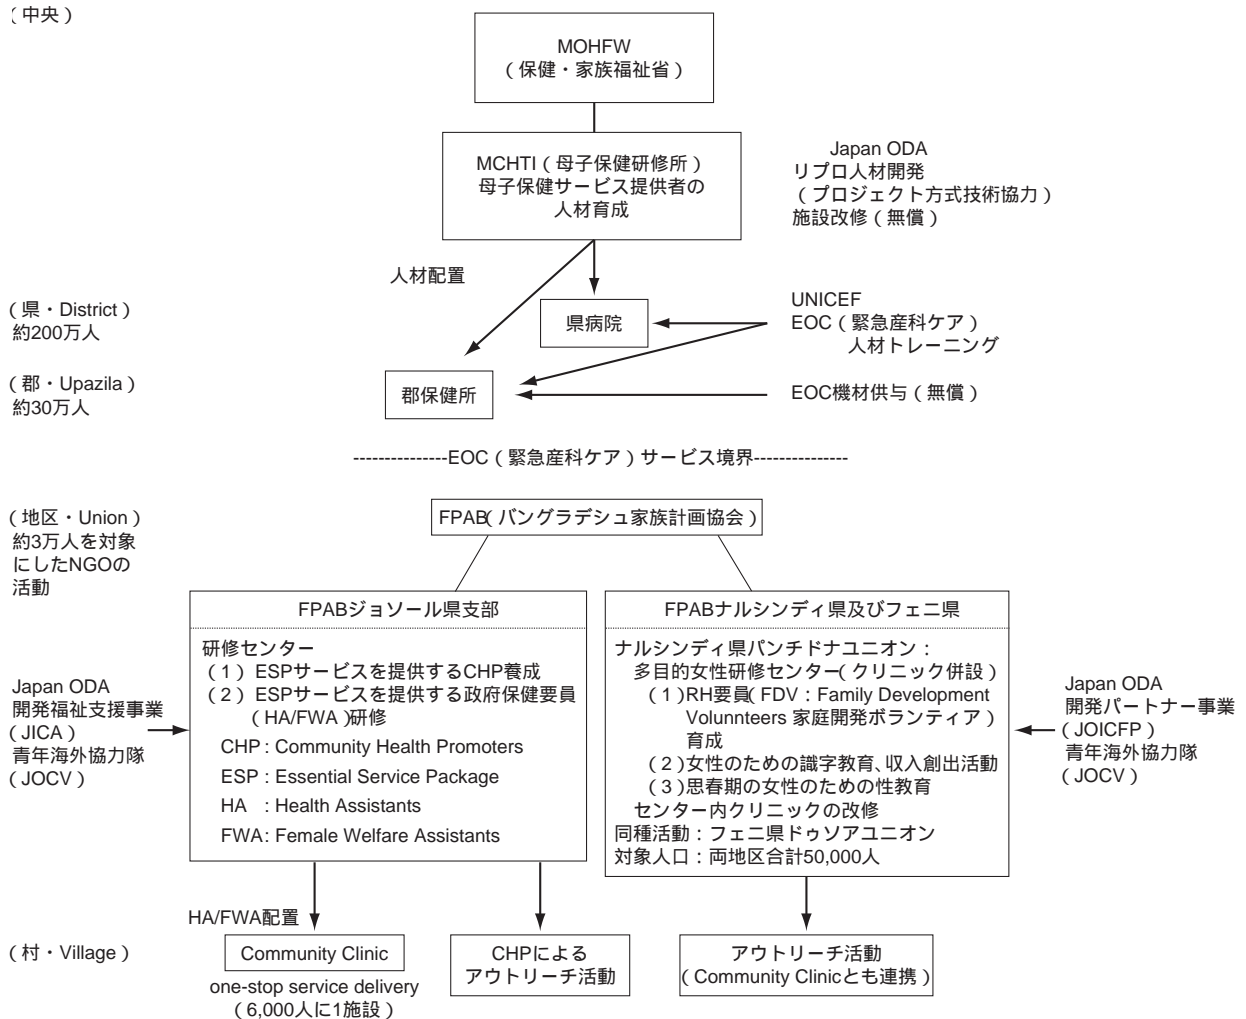 （中央）
MOHFW
（保健・家族福祉省）
MCHTI（母子保健研修所）
母子保健サービス提供者の
人材育成
Japan ODA
リプロ人材開発
（プロジェクト方式技術協力）
施設改修（無償）
人材配置
（県・District）
約200万人
県病院
UNICEF
EOC（緊急産科ケア）
人材トレーニング
（郡・Upazila）
約30万人
郡保健所
EOC機材供与（無償）
---------------EOC（緊急産科ケア）サービス境界---------------
（地区・Union）
約3万人を対象
にしたNGOの
活動
FPAB（バングラデシュ家族計画協会）
FPABジョソール県支部
研修センター
（1）ESPサービスを提供するCHP養成
（2）ESPサービスを提供する政府保健要員
（HA/FWA）研修
CHP : Community Health Promoters
ESP : Essential Service Package
HA : Health Assistants
FWA : Female Welfare Assistants
Japan ODA
開発福祉支援事業
（JICA）
青年海外協力隊
（JOCV）
FPABナルシンディ県及びフェニ県
ナルシンディ県パンチドナユニオン：
多目的女性研修センター（クリニック併設）
（1）RH要員（FDV：Family Development
Volunnteers 家庭開発ボランティア）
育成
（2）女性のための識字教育、収入創出活動
（3）思春期の女性のための性教育
センター内クリニックの改修
同種活動：フェニ県ドゥソアユニオン
対象人口：両地区合計50,000人
Japan ODA
開発パートナー事業
（JOICFP）
青年海外協力隊
（JOCV）
HA/FWA配置
（村・Village）
Community Clinic
one-stop service delivery
（6,000人に1施設）
CHPによる
アウトリーチ活動
アウトリーチ活動
（Community Clinicとも連携）